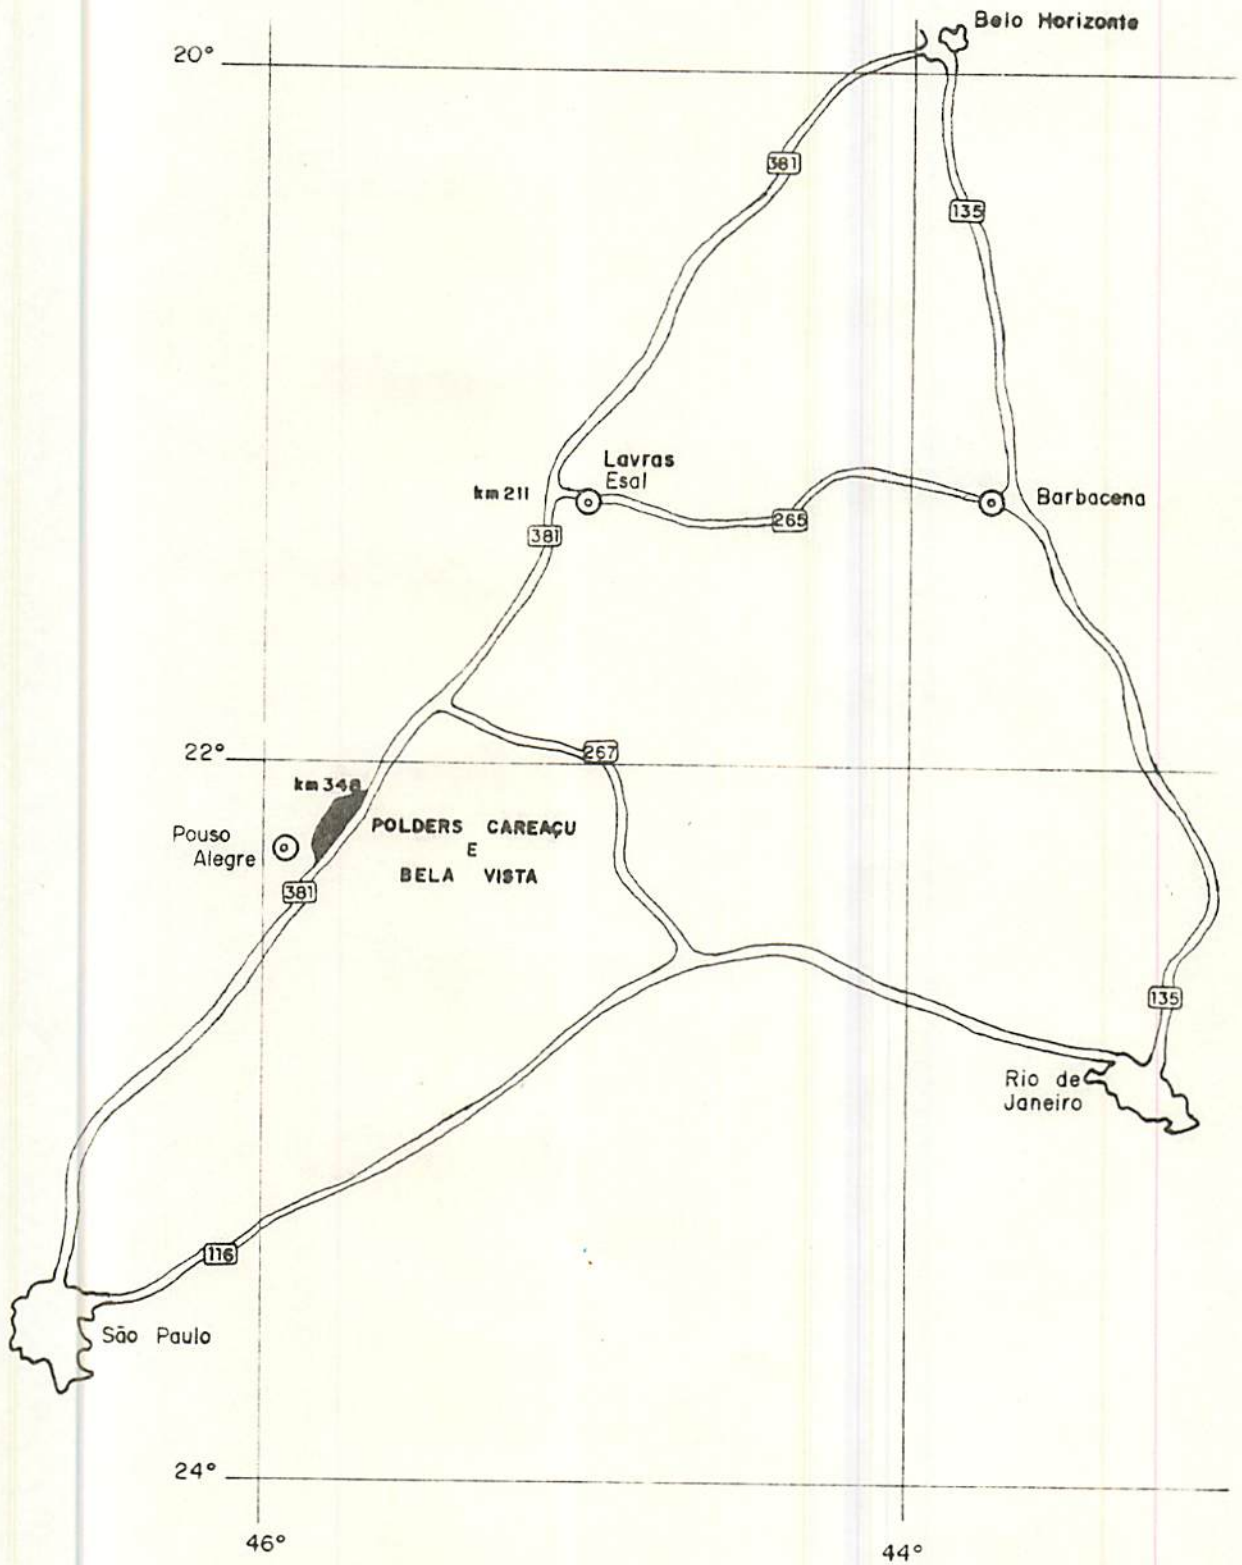 Belo Horizonte
20°
381
135
Lavras
Esal
km 211
Barbacena
265
381
22°
267
km 348
POLDERS CAREAÇU
E
BELA VISTA
Pouso
Alegre
381
135
Rio de
Janeiro
116
São Paulo
24°
46°
44°